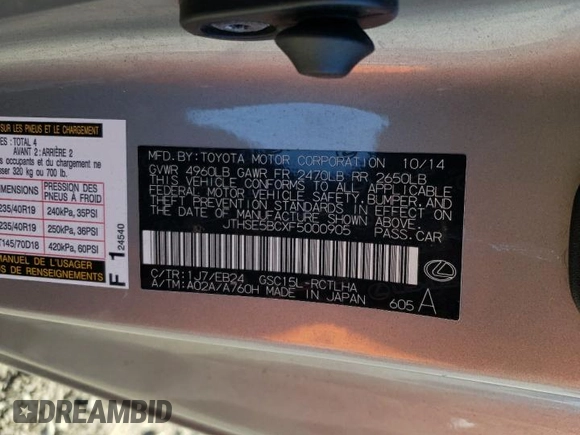 SUR LES PNEUS ET LE CHARGEMENT
ES : TOTAL 4
AVANT : 2 ; ARRIÈRE 2
occupants et du chargement ne
sser 320 kg ou 700 lb.
MENSIONS PRESSION DES PNEUS À FROID
235/40R19 240kPa, 35PSI
235/40R19 250kPa, 36PSI
T145/70D18 420kPa, 60PSI
MANUEL DE L'USAGER
F 1 24540
MFD.BY:TOYOTA MOTOR CORPORATION 10/14
GVWR 4960LB GAWR FR 2470LB RR 2650LB
THIS VEHICLE CONFORMS TO ALL APPLICABLE
FEDERAL MOTOR VEHICLE SAFETY, BUMPER, AND
THEFT PREVENTION STANDARDS IN EFFECT ON
THE DATE OF MANUFACTURE SHOWN ABOVE.
JTHSE5BCXF5000905 PASS.CAR
C/TR:1J7/EB24 GSC15L-RCTLHA
A/TM:A02A/A760H MADE IN JAPAN 605 A
DREAMBID